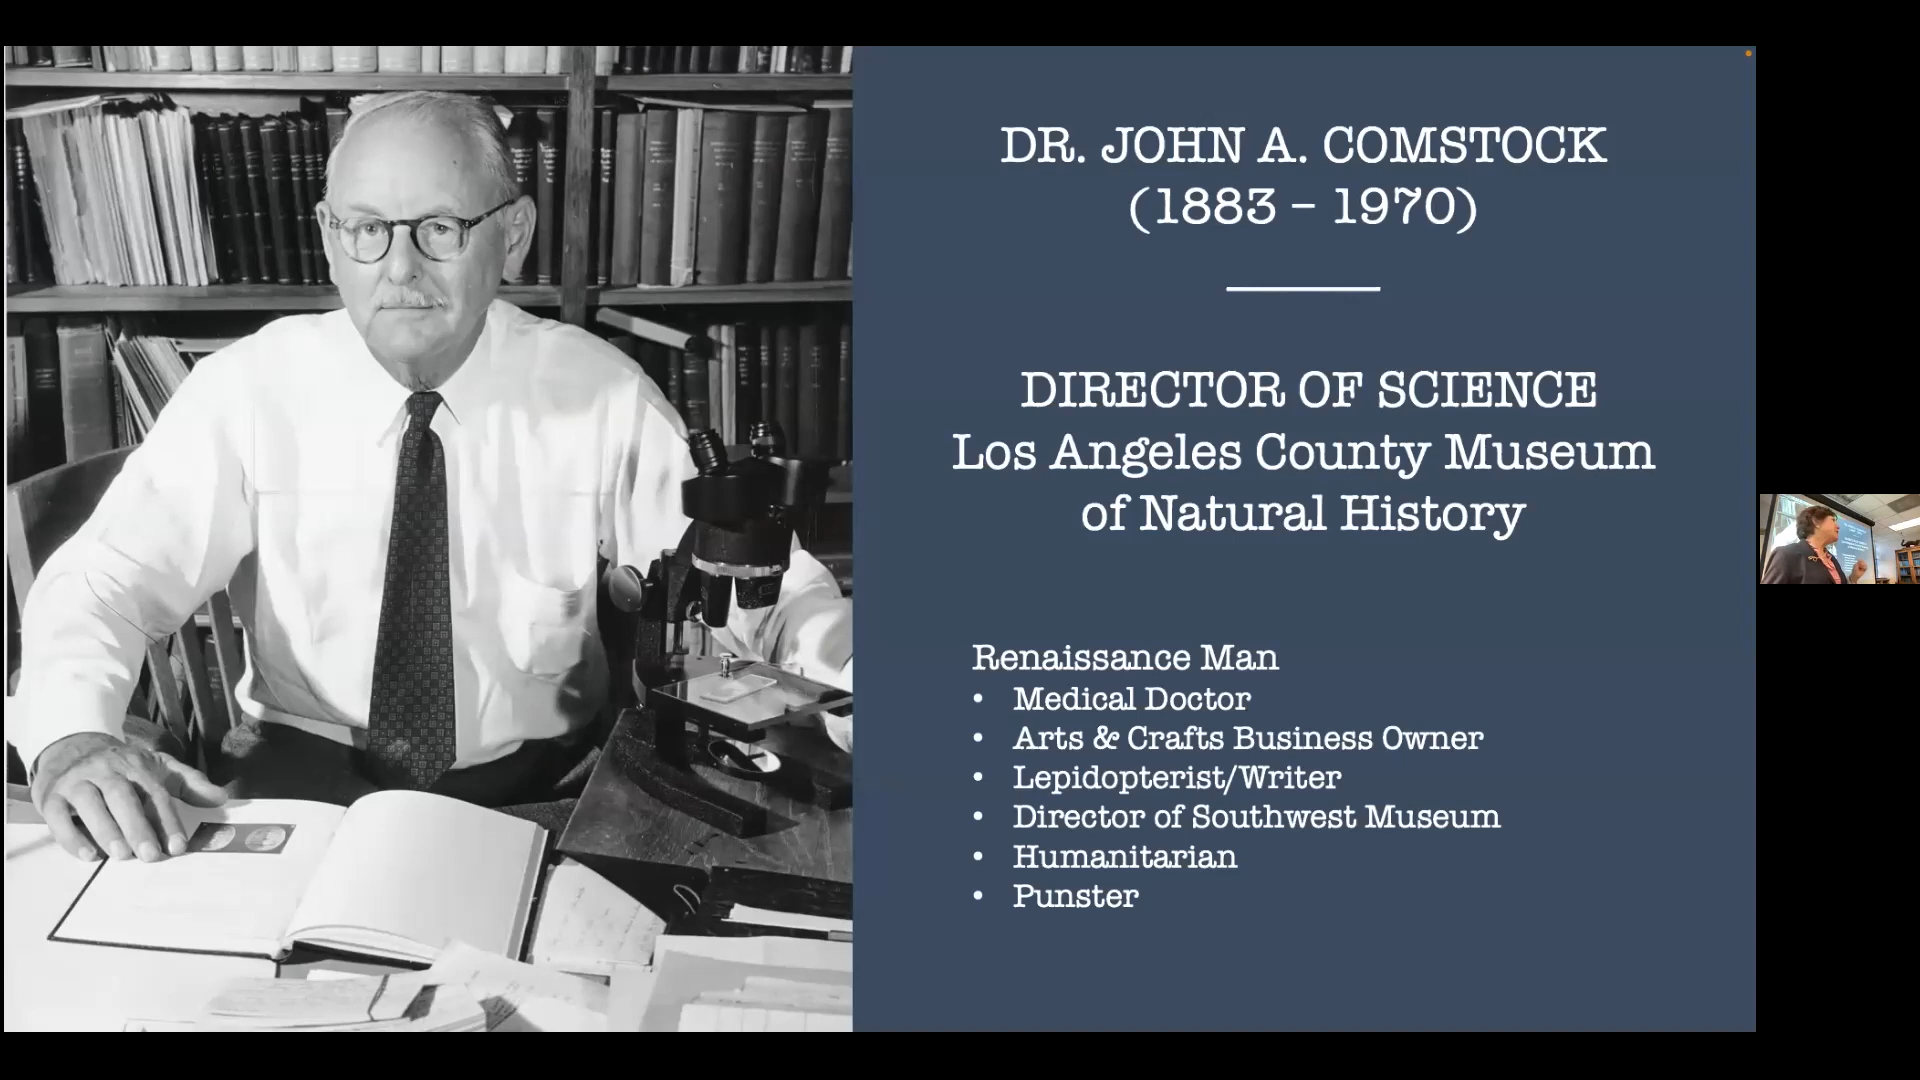 DR. JOHN A. COMSTOCK
(1883 – 1970)
DIRECTOR OF SCIENCE
Los Angeles County Museum
of Natural History
Renaissance Man
• Medical Doctor
• Arts & Crafts Business Owner
• Lepidopterist/Writer
• Director of Southwest Museum
• Humanitarian
• Punster